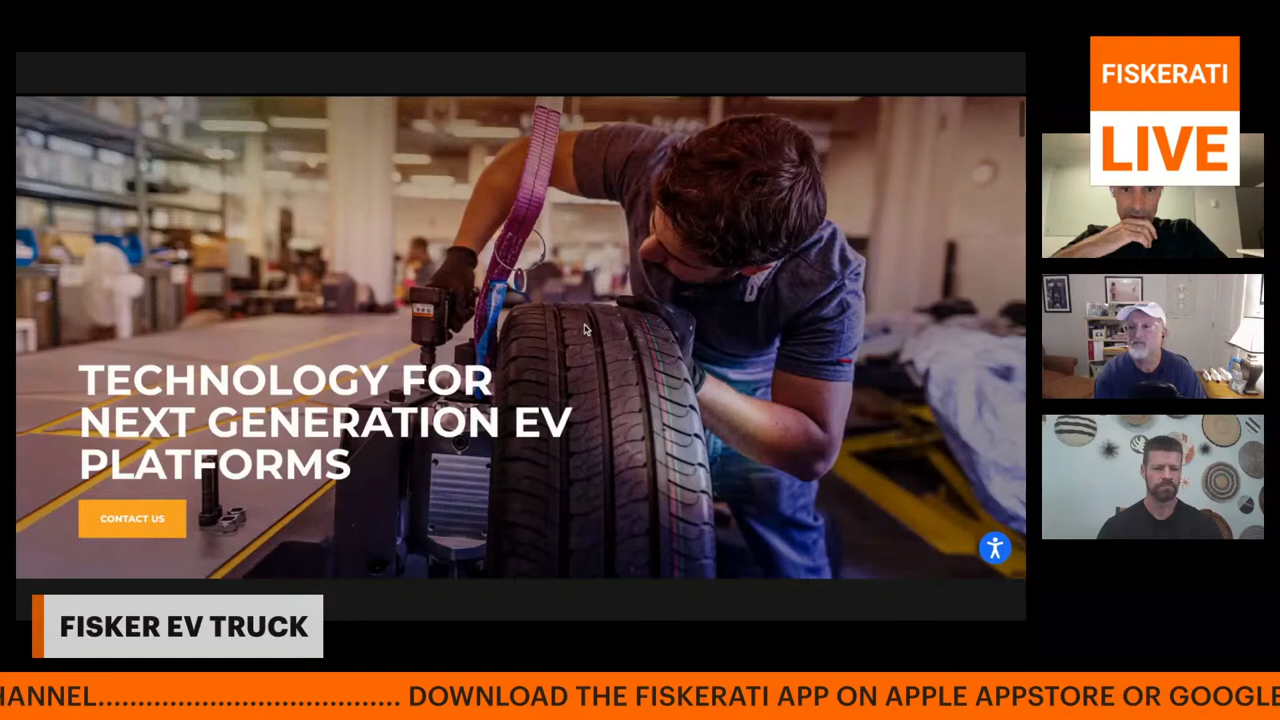 FISKERATI
LIVE
TECHNOLOGY FOR
NEXT GENERATION EV
PLATFORMS
CONTACT US
FISKER EV TRUCK
HANNEL.......................................... DOWNLOAD THE FISKERATI APP ON APPLE APPSTORE OR GOOGLE